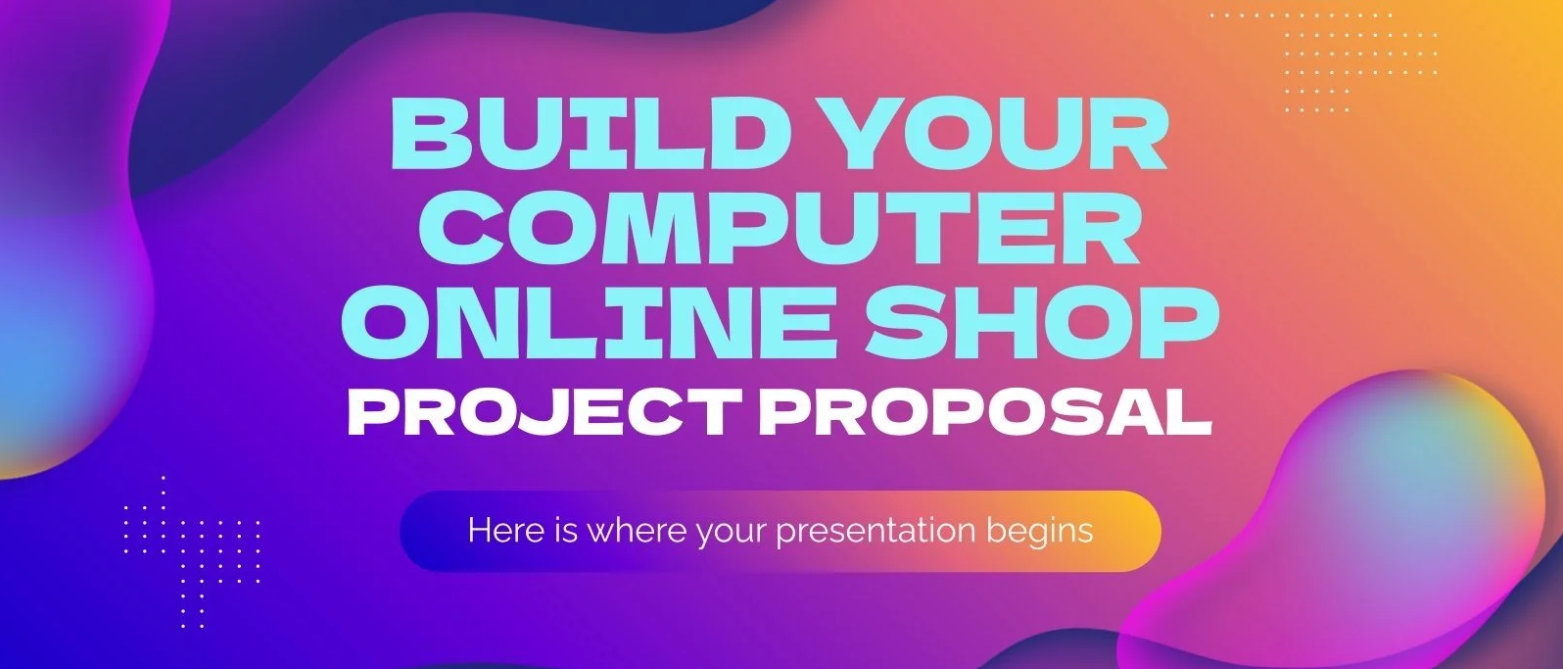 BUILD YOUR
COMPUTER
ONLINE SHOP
PROJECT PROPOSAL
Here is where your presentation begins